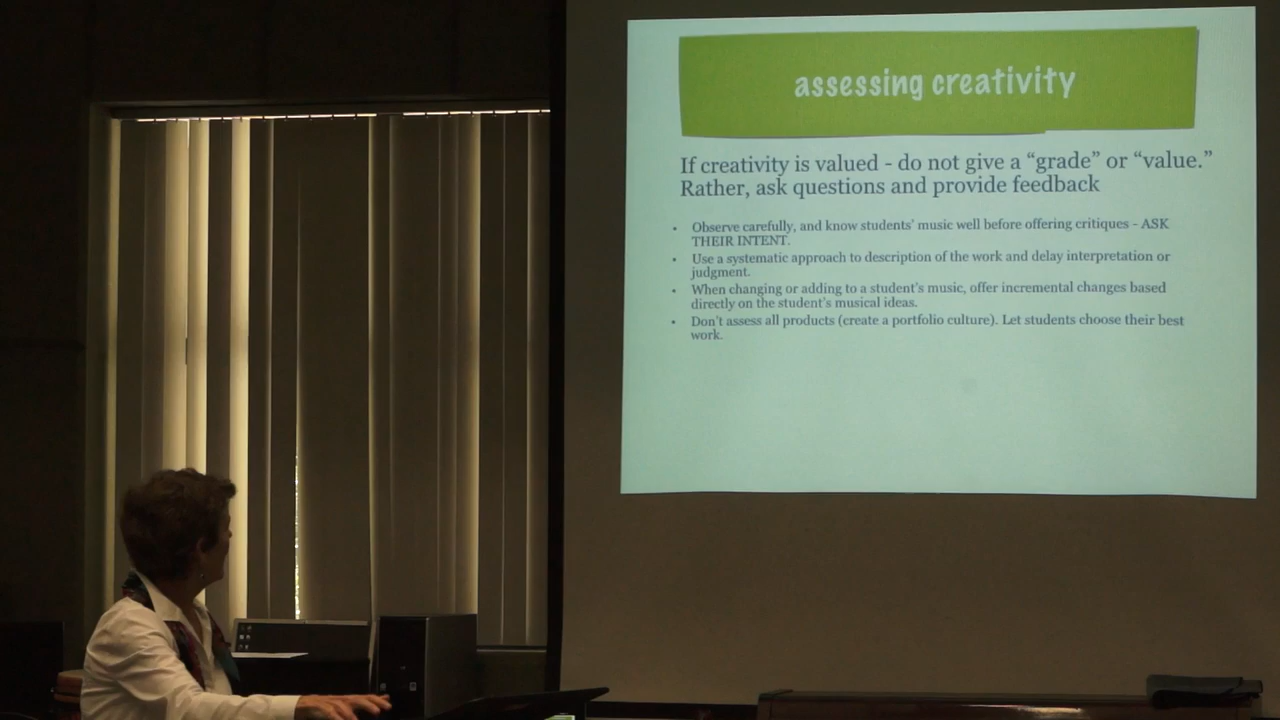 assessing creativity
If creativity is valued - do not give a “grade” or “value.”
Rather, ask questions and provide feedback
• Observe carefully, and know students’ music well before offering critiques - ASK
THEIR INTENT.
• Use a systematic approach to description of the work and delay interpretation or
judgment.
• When changing or adding to a student’s music, offer incremental changes based
directly on the student’s musical ideas.
• Don’t assess all products (create a portfolio culture). Let students choose their best
work.